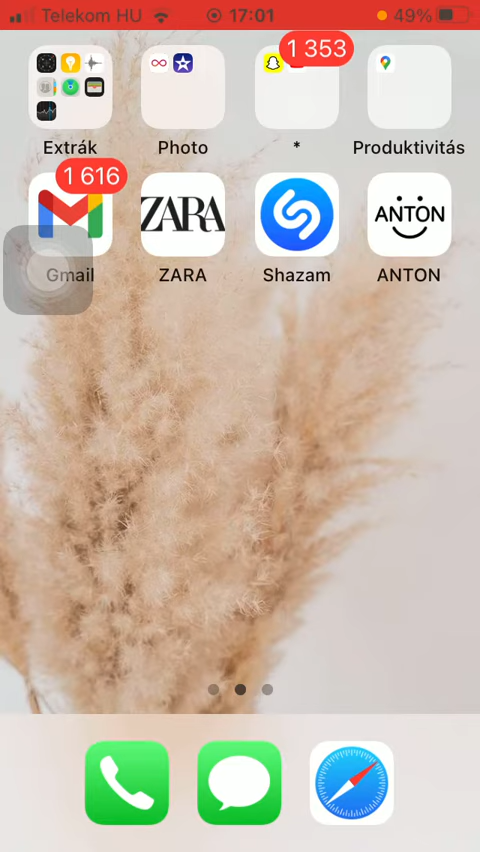 Telekom HU 17:01 49%
1 353
Extrák Photo * Produktivitás
1 616
ZARA ANTON
Gmail ZARA Shazam ANTON